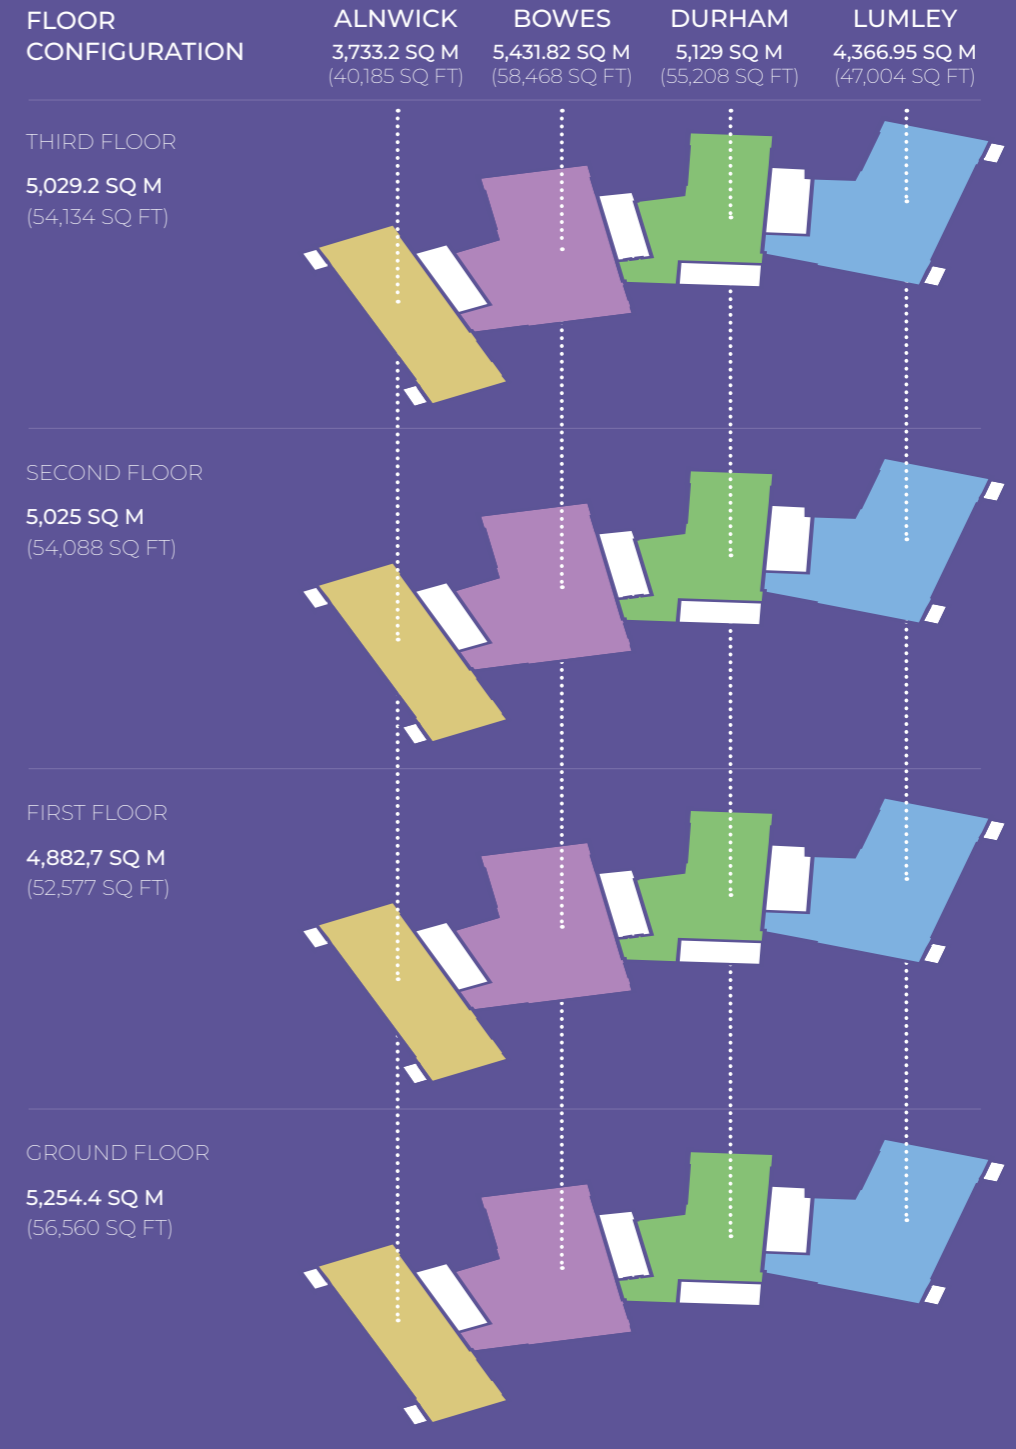 FLOOR
CONFIGURATION
ALNWICK
3,733.2 SQ M
(40,185 SQ FT)
BOWES
5,431.82 SQ M
(58,468 SQ FT)
DURHAM
5,129 SQ M
(55,208 SQ FT)
LUMLEY
4,366.95 SQ M
(47,004 SQ FT)
THIRD FLOOR
5,029.2 SQ M
(54,134 SQ FT)
SECOND FLOOR
5,025 SQ M
(54,088 SQ FT)
FIRST FLOOR
4,882,7 SQ M
(52,577 SQ FT)
GROUND FLOOR
5,254.4 SQ M
(56,560 SQ FT)